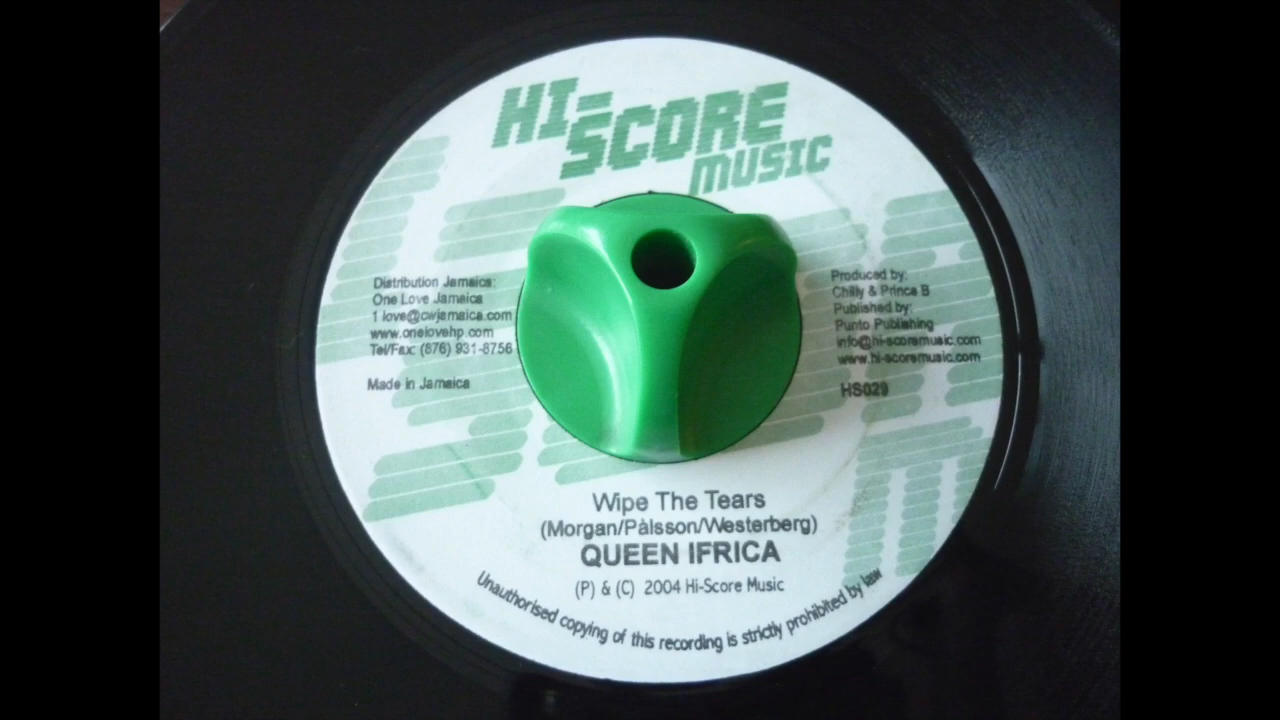 HI-SCORE
MUSIC
Distribution Jamaica:
One Love Jamaica
1 love@cwjamaica.com
www.onelovehp.com
Tel/Fax: (876) 931-8756
Made in Jamaica
Produced by:
Chilly & Prince B
Published by:
Punto Publishing
info@hi-scoremusic.com
www.hi-scoremusic.com
HS029
Wipe The Tears
(Morgan/Pålsson/Westerberg)
QUEEN IFRICA
(P) & (C) 2004 Hi-Score Music
Unauthorised copying of this recording is strictly prohibited by law